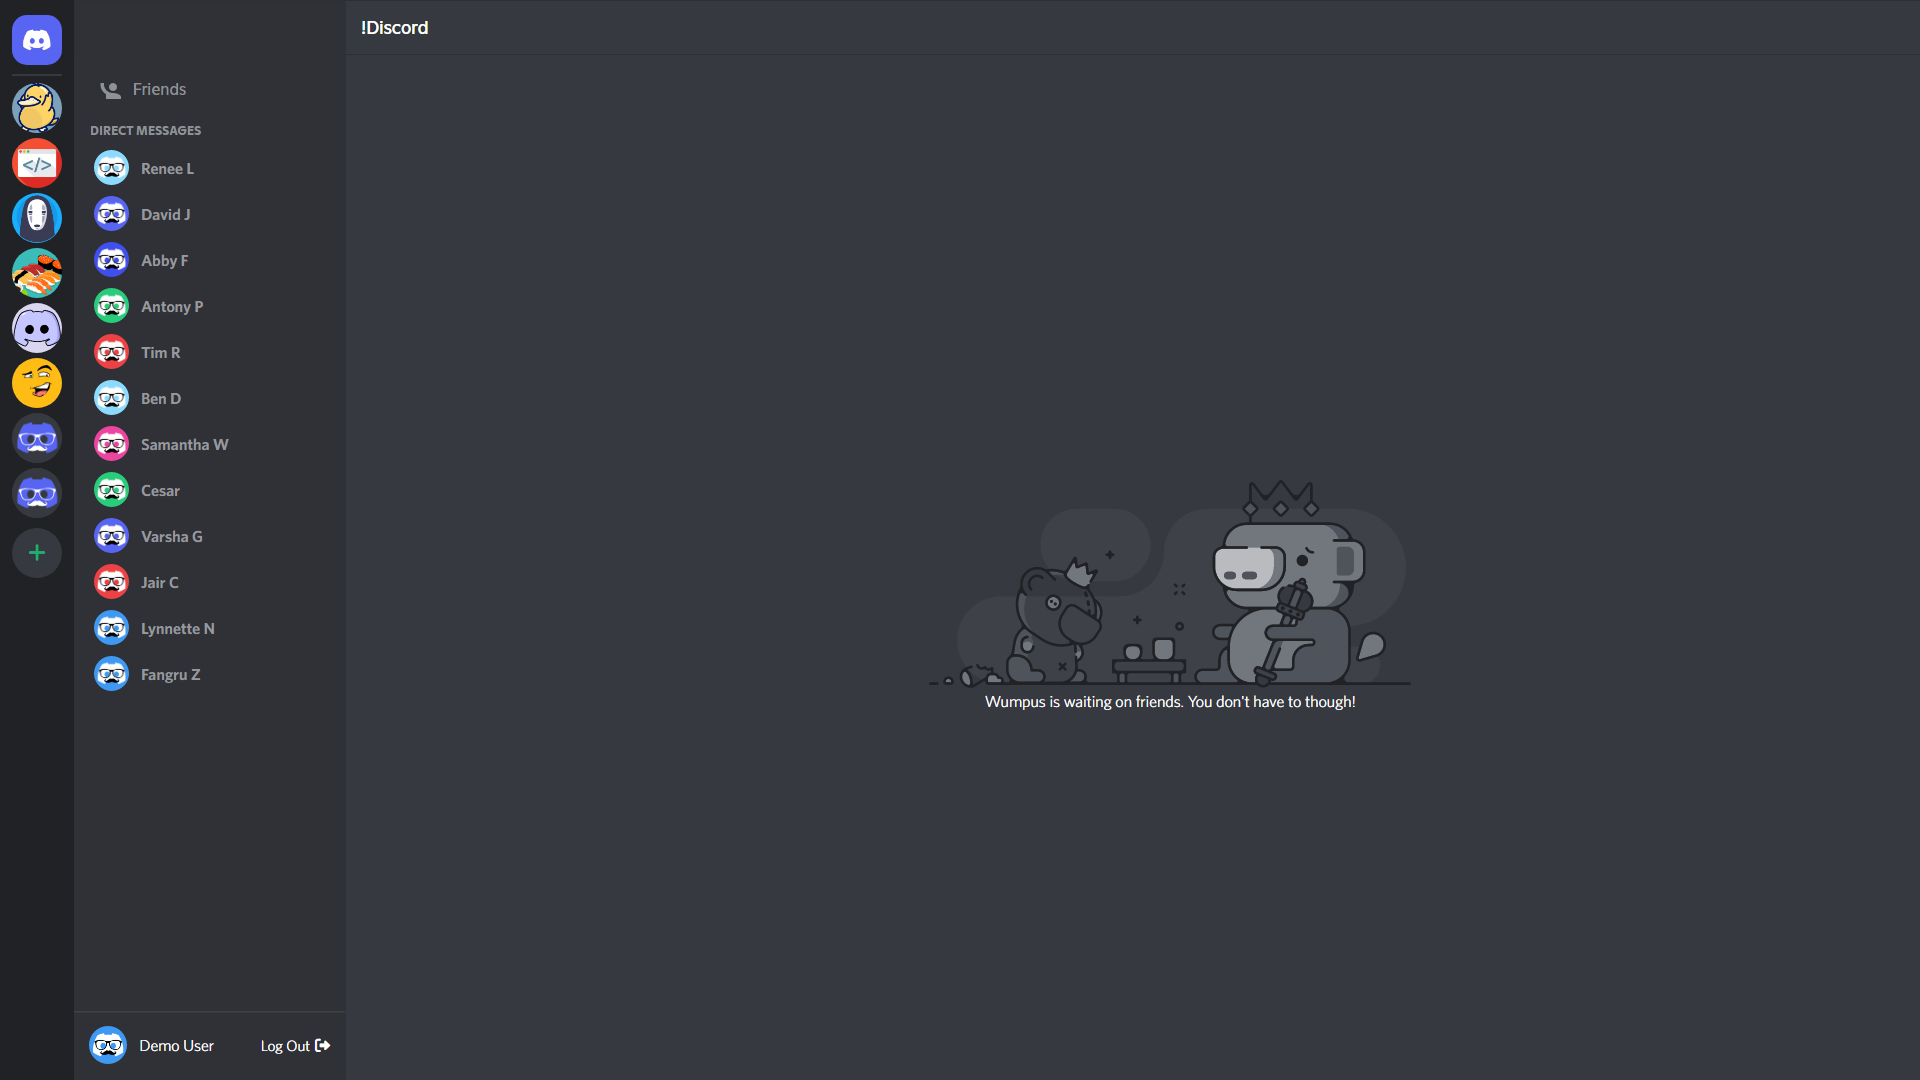 !Discord
Friends
DIRECT MESSAGES
Renee L
David J
Abby F
Antony P
Tim R
Ben D
Samantha W
Cesar
Varsha G
Jair C
Lynnette N
Fangru Z
Wumpus is waiting on friends. You don't have to though!
Demo User
Log Out